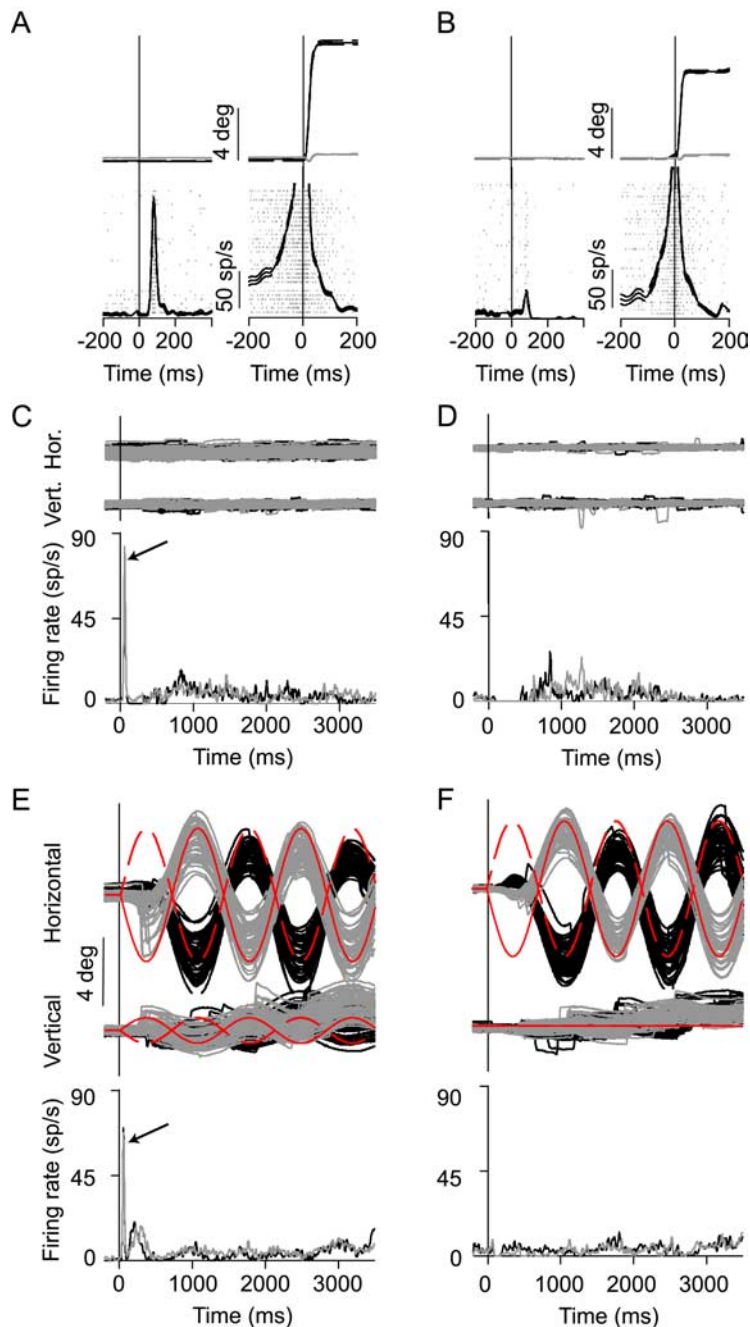 A
B
4 deg
4 deg
50 sp/s
50 sp/s
-200 0 200 400
-200 0 200
-200 0 200 400
-200 0 200
Time (ms)
Time (ms)
Time (ms)
Time (ms)
C
D
Vert. Hor.
Firing rate (sp/s)
90
45
0
90
45
0
0 1000 2000 3000
0 1000 2000 3000
Time (ms)
Time (ms)
E
F
Horizontal
4 deg
Vertical
Firing rate (sp/s)
90
45
0
90
45
0
0 1000 2000 3000
0 1000 2000 3000
Time (ms)
Time (ms)